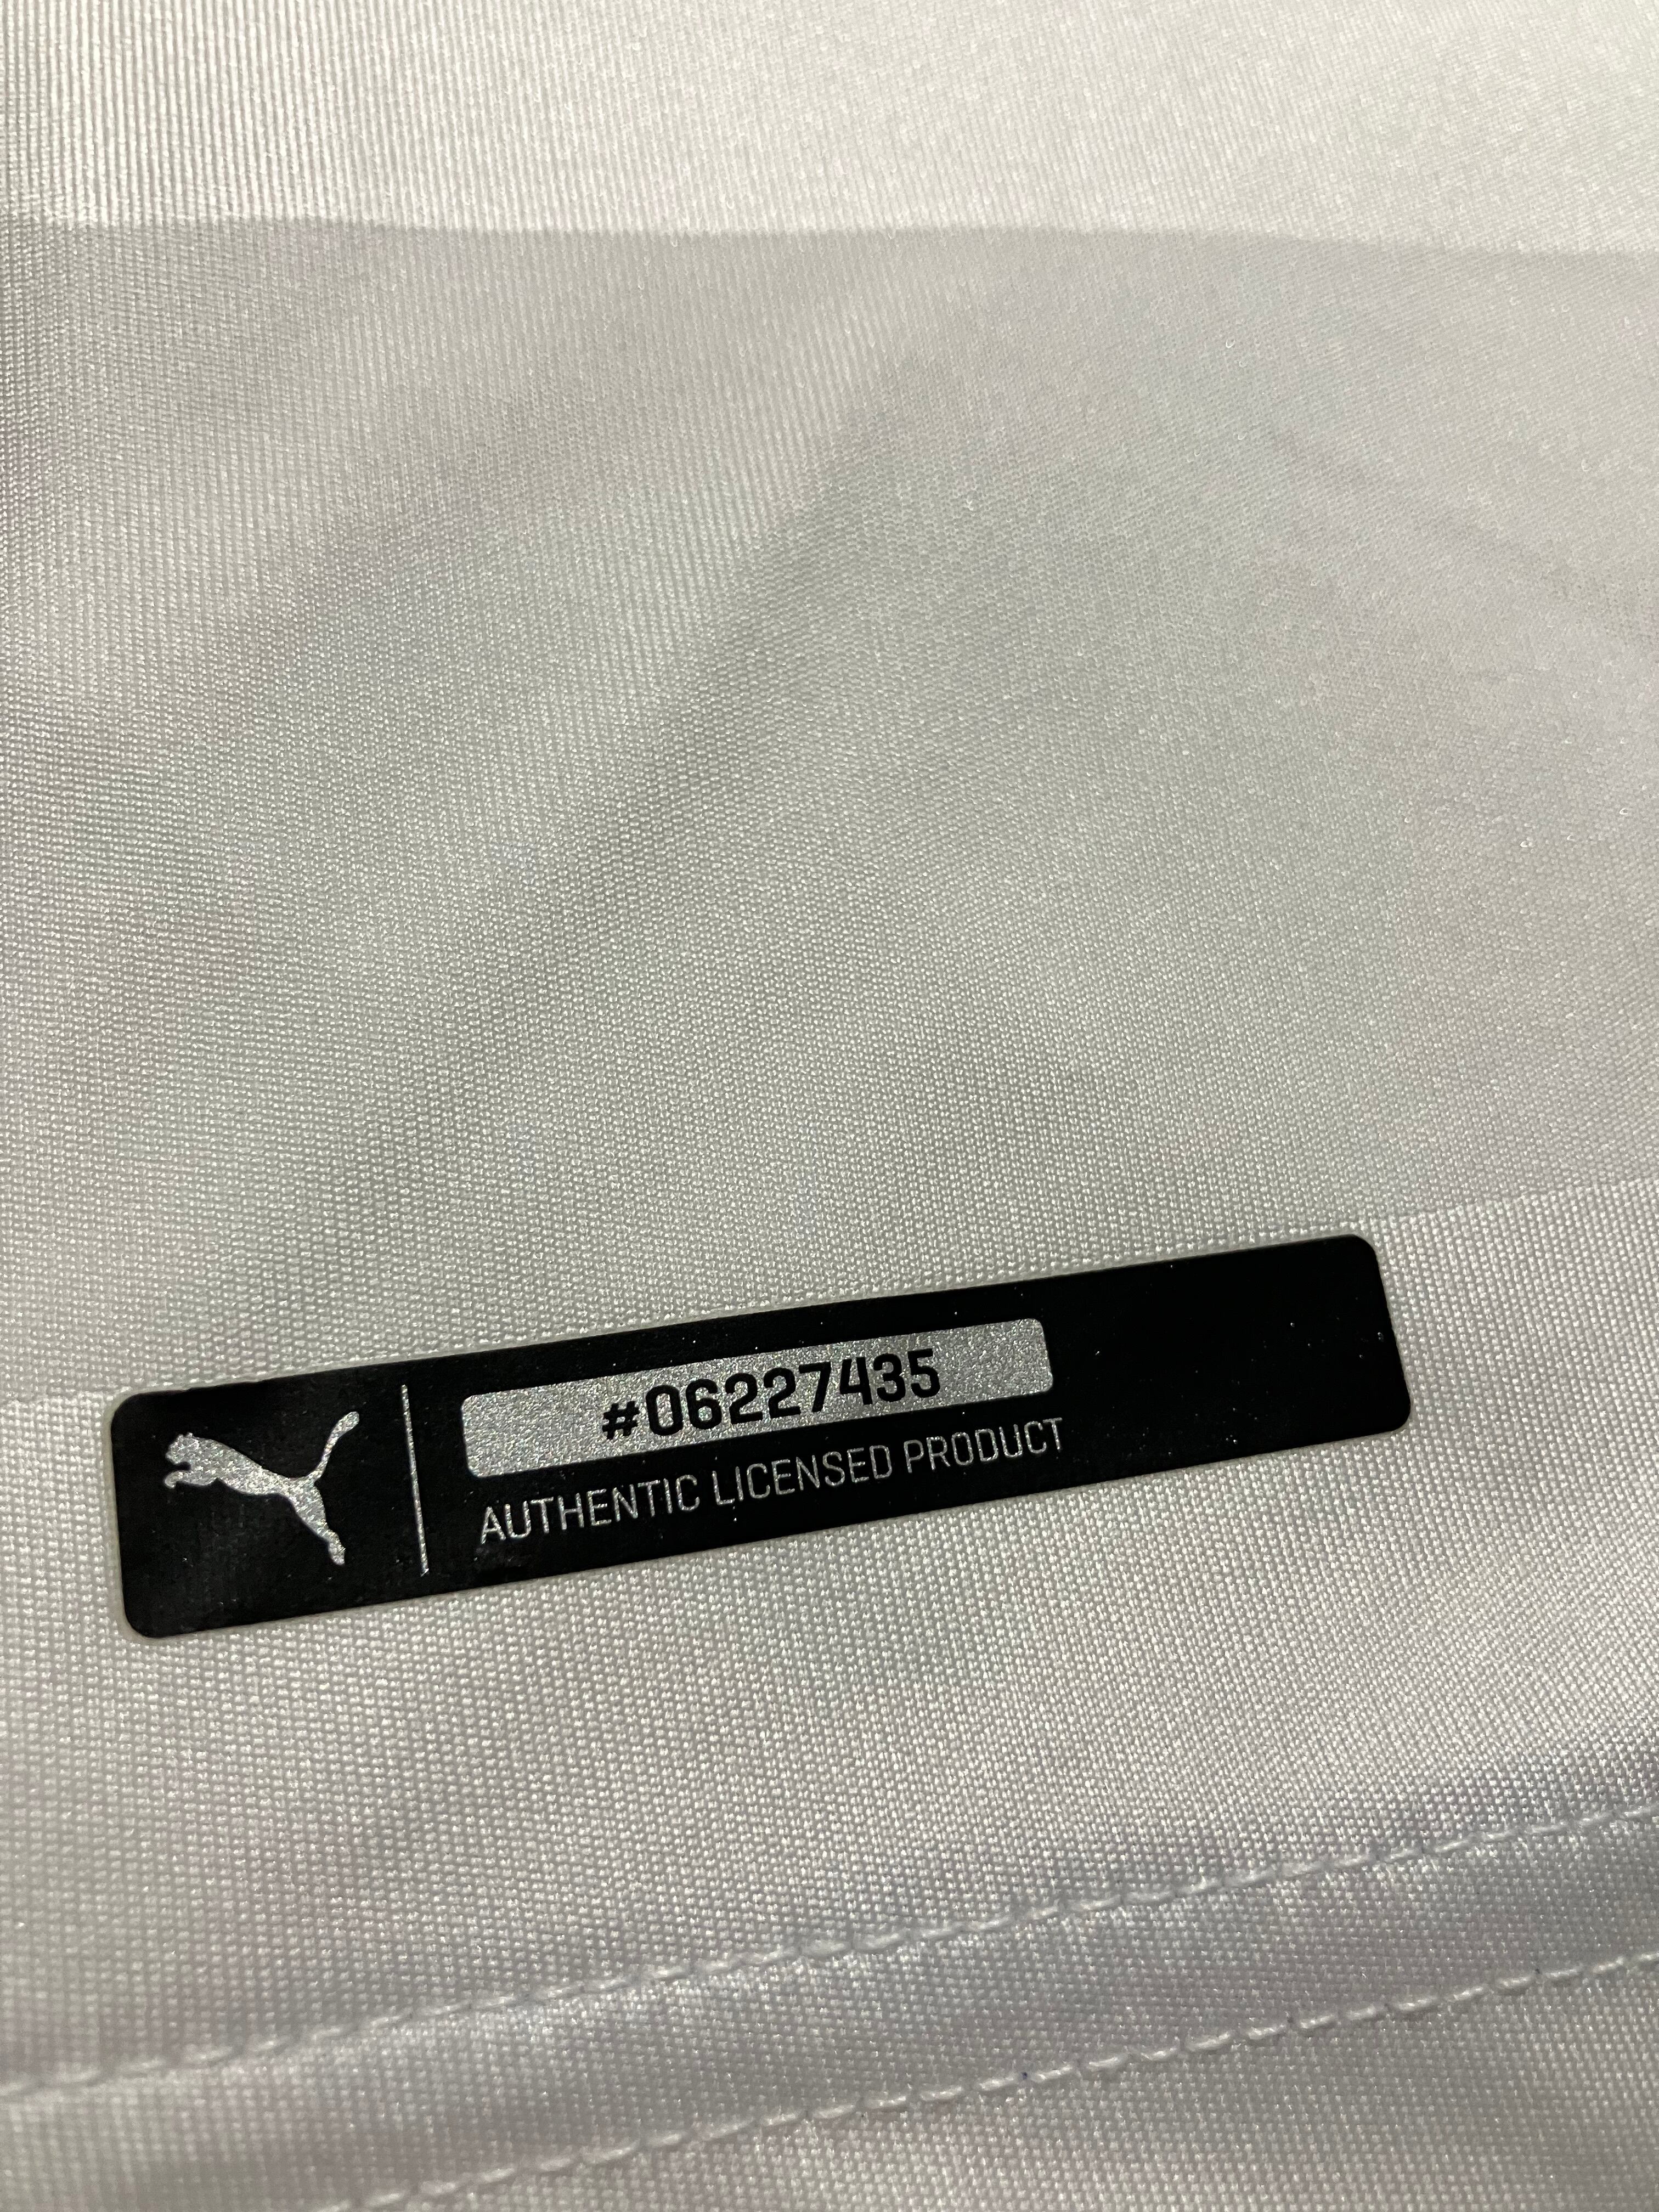 #06227435
AUTHENTIC LICENSED PRODUCT